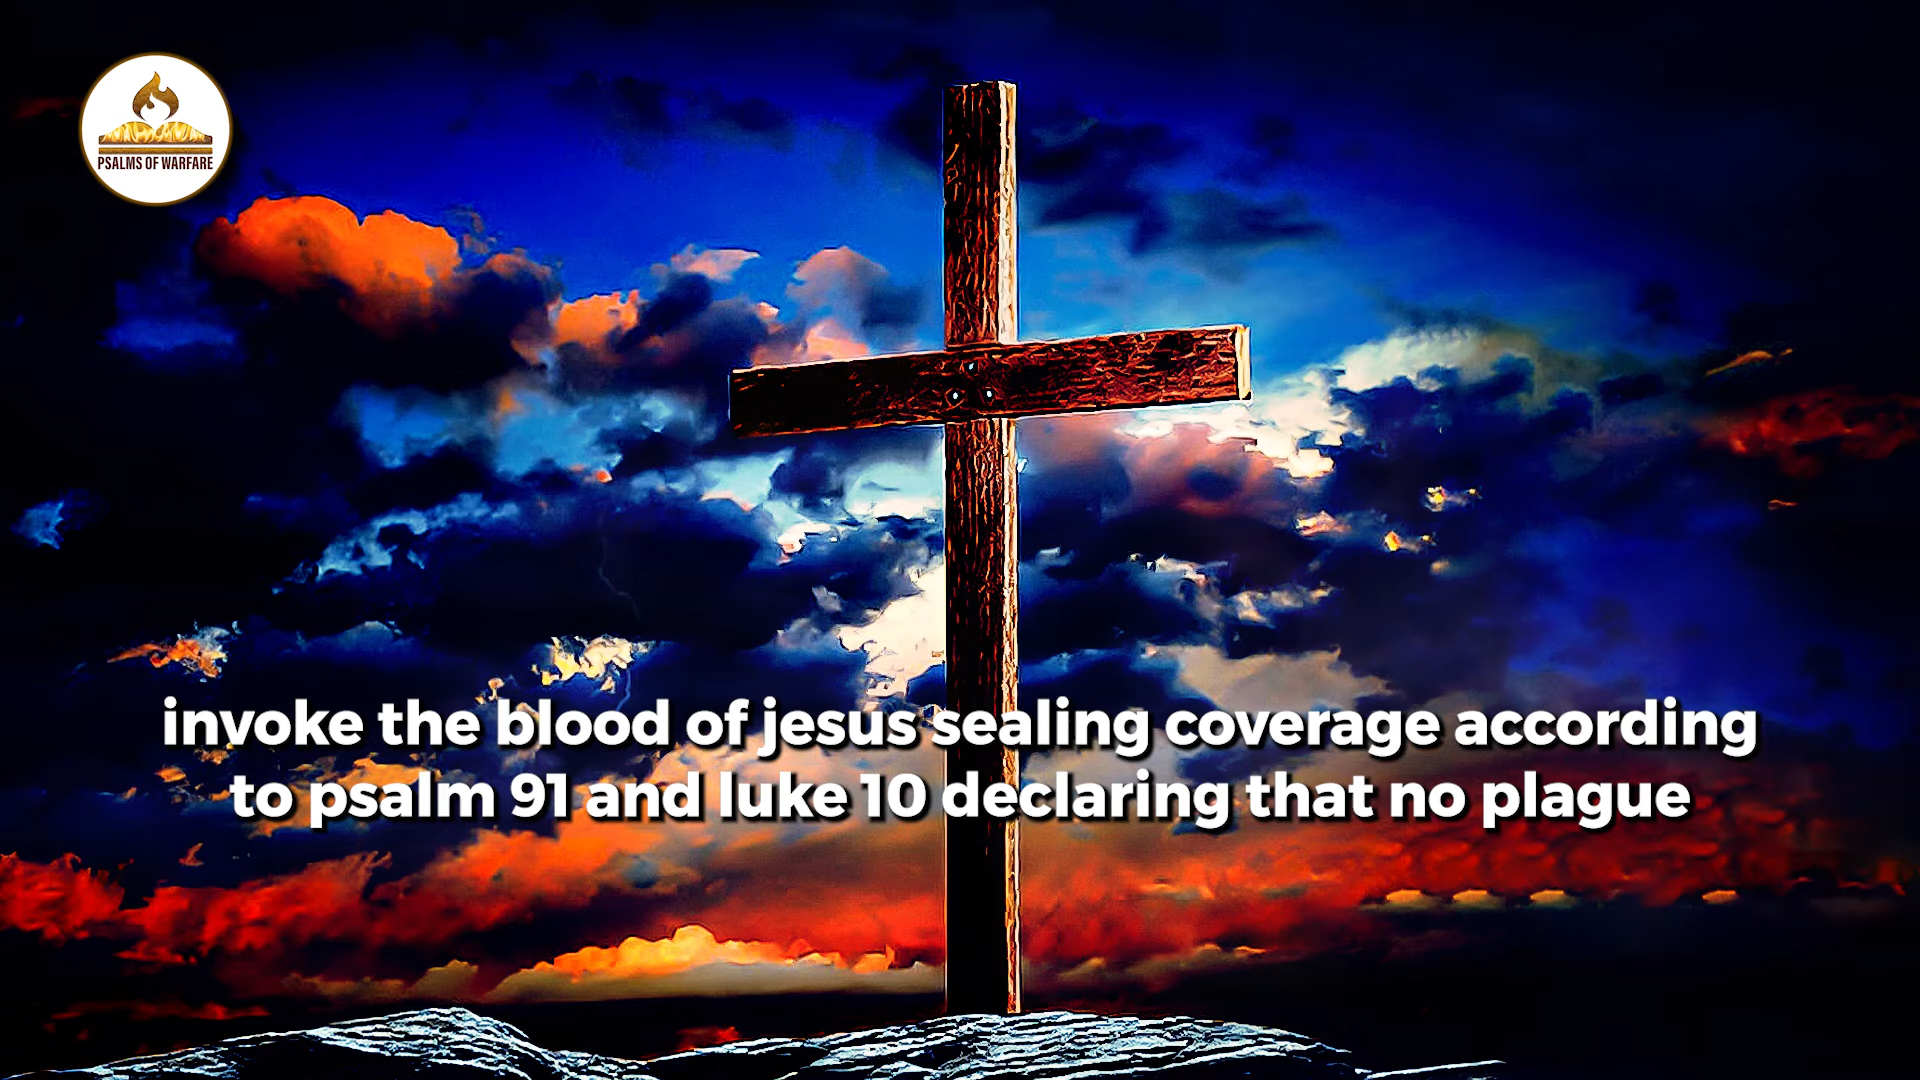 PSALMS OF WARFARE
invoke the blood of jesus sealing coverage according
to psalm 91 and luke 10 declaring that no plague